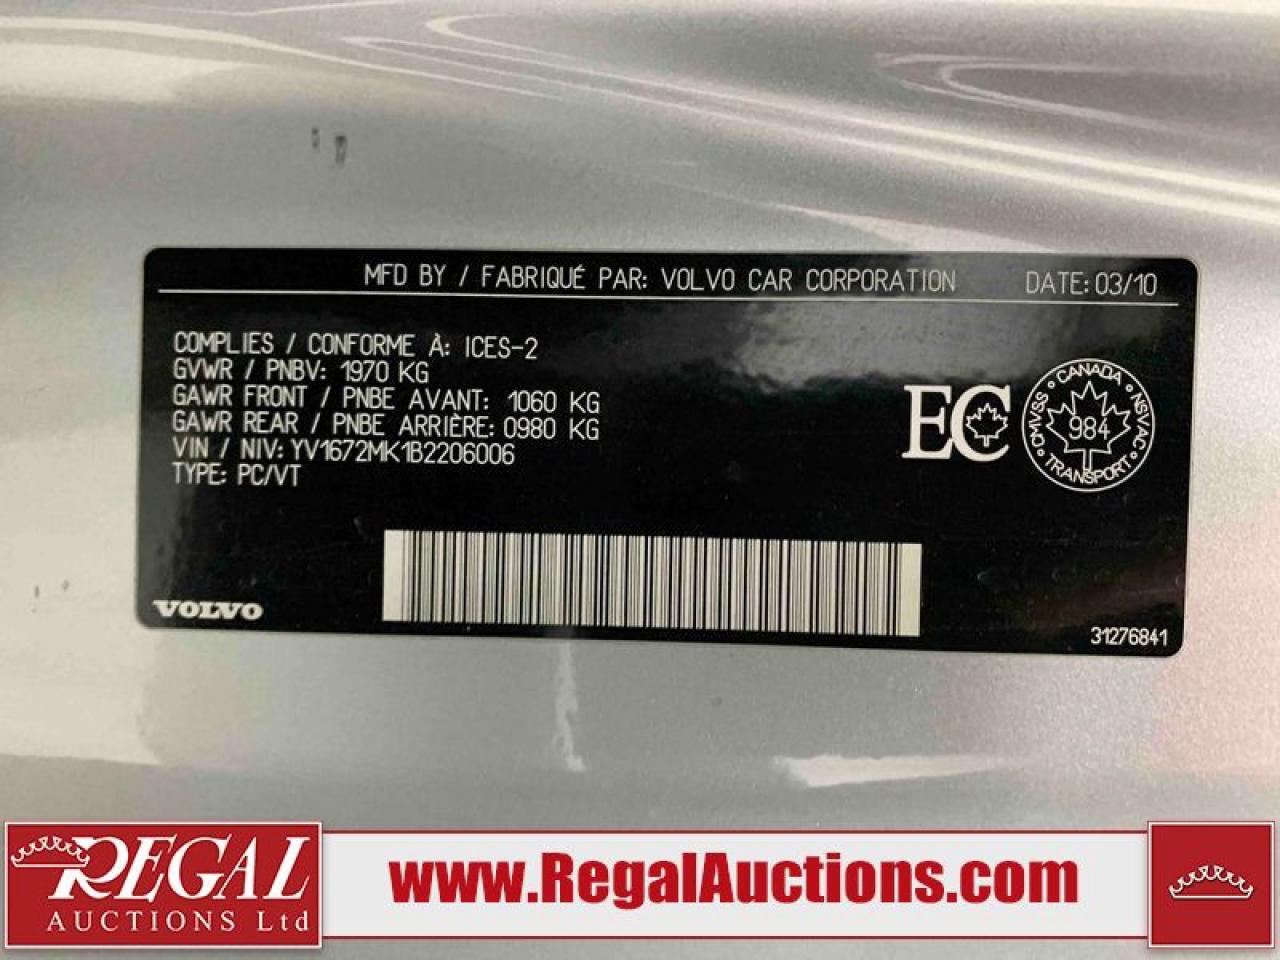 MFD BY / FABRIQUÉ PAR: VOLVO CAR CORPORATION DATE: 03/10
COMPLIES / CONFORME À: ICES-2
GVWR / PNBV: 1970 KG
GAWR FRONT / PNBE AVANT: 1060 KG
GAWR REAR / PNBE ARRIÈRE: 0980 KG
VIN / NIV: YV1672MK1B2206006
TYPE: PC/VT
EC
CANADA
CMVSS
NSVAC
984
TRANSPORT
VOLVO
31276841
REGAL
AUCTIONS Ltd
www.RegalAuctions.com